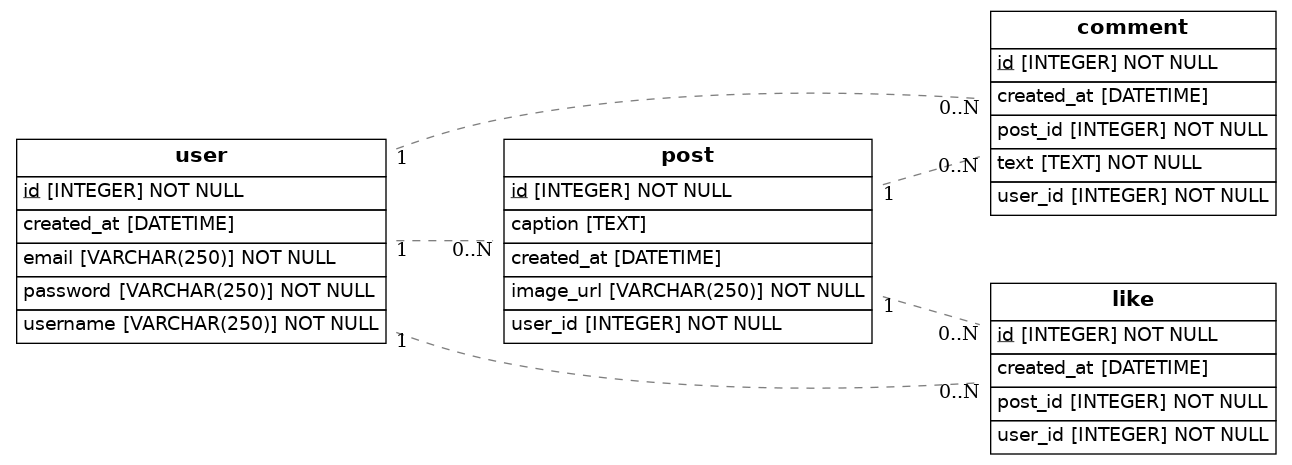 user
id [INTEGER] NOT NULL
created_at [DATETIME]
email [VARCHAR(250)] NOT NULL
password [VARCHAR(250)] NOT NULL
username [VARCHAR(250)] NOT NULL
1
1
1
0..N
post
id [INTEGER] NOT NULL
caption [TEXT]
created_at [DATETIME]
image_url [VARCHAR(250)] NOT NULL
user_id [INTEGER] NOT NULL
1
1
0..N
0..N
0..N
0..N
comment
id [INTEGER] NOT NULL
created_at [DATETIME]
post_id [INTEGER] NOT NULL
text [TEXT] NOT NULL
user_id [INTEGER] NOT NULL
like
id [INTEGER] NOT NULL
created_at [DATETIME]
post_id [INTEGER] NOT NULL
user_id [INTEGER] NOT NULL